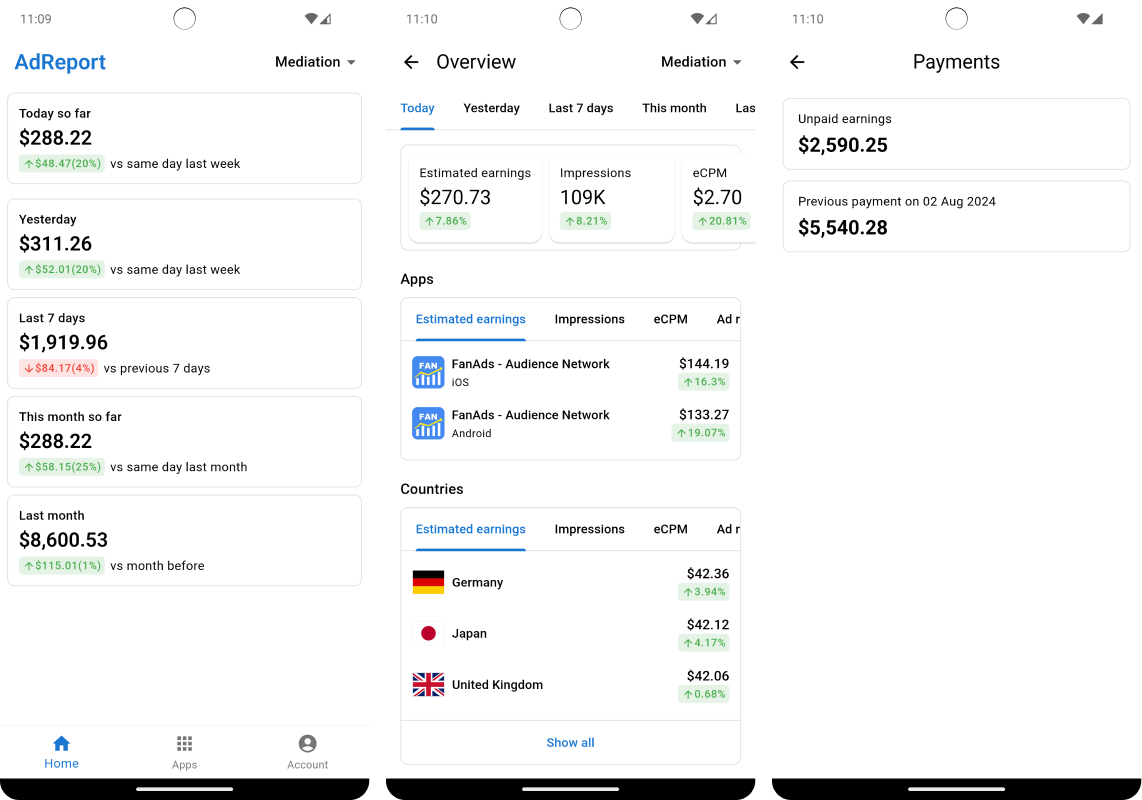 11:09
AdReport
Mediation
Today so far
$288.22
↑$48.47(20%) vs same day last week
Yesterday
$311.26
↑$52.01(20%) vs same day last week
Last 7 days
$1,919.96
↓$84.17(4%) vs previous 7 days
This month so far
$288.22
↑$58.15(25%) vs same day last month
Last month
$8,600.53
↑$115.01(1%) vs month before
Home Apps Account
11:10
← Overview
Mediation
Today Yesterday Last 7 days This month Las
Estimated earnings Impressions eCPM
$270.73 109K $2.70
↑7.86% ↑8.21% ↑20.81%
Apps
Estimated earnings Impressions eCPM Ad r
FAN
FanAds - Audience Network $144.19
iOS ↑16.3%
FAN
FanAds - Audience Network $133.27
Android ↑19.07%
Countries
Estimated earnings Impressions eCPM Ad r
Germany $42.36
↑3.94%
Japan $42.12
↑4.17%
United Kingdom $42.06
↑0.68%
Show all
11:10
← Payments
Unpaid earnings
$2,590.25
Previous payment on 02 Aug 2024
$5,540.28